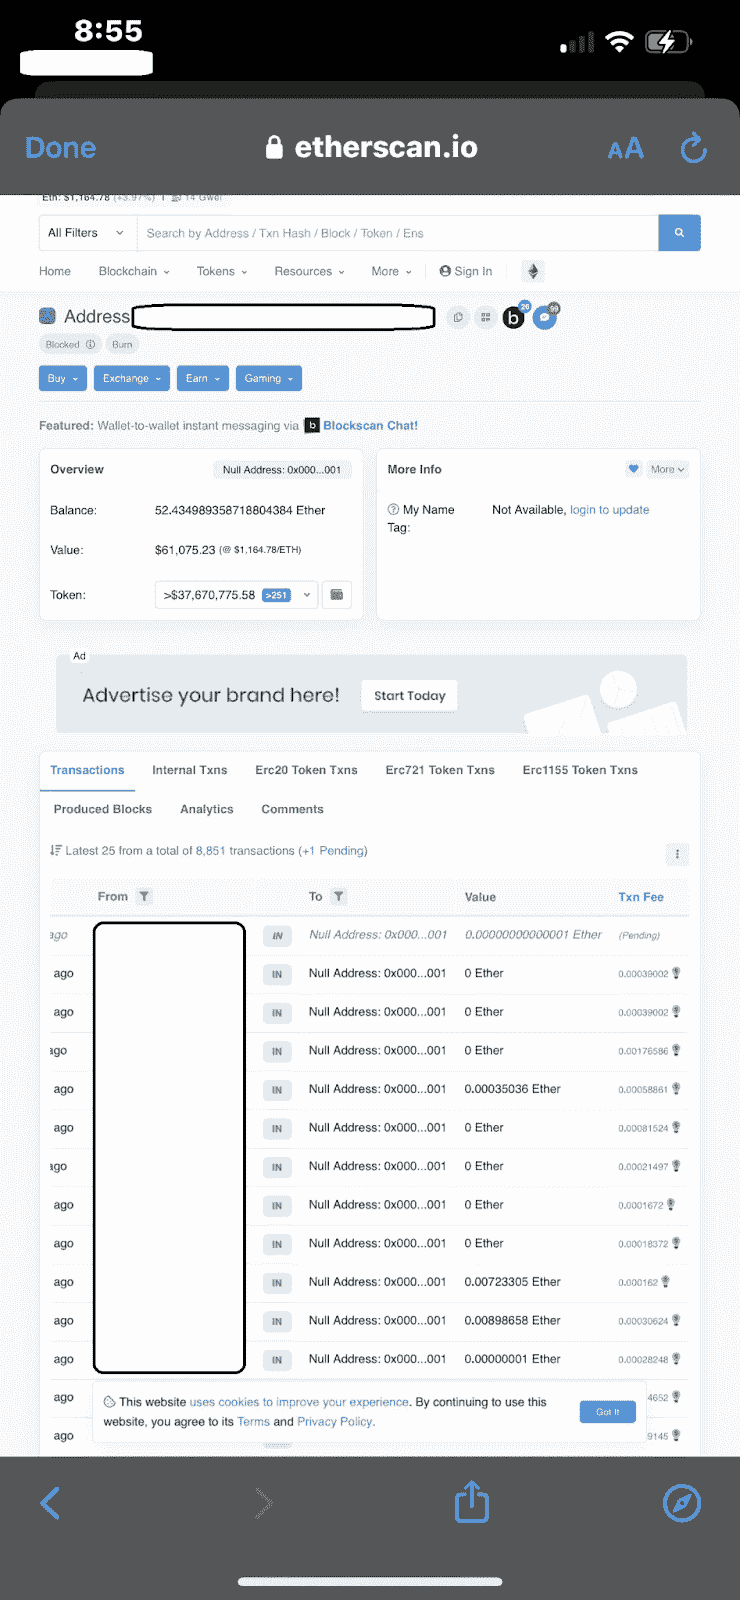 8:55
Done etherscan.io AA
Eth: $1,164.78 (+3.97%) | 14 Gwei
All Filters Search by Address / Txn Hash / Block / Token / Ens
Home Blockchain Tokens Resources More Sign In
Address 26 99
Blocked Burn
Buy Exchange Earn Gaming
Featured: Wallet-to-wallet instant messaging via b Blockscan Chat!
Overview Null Address: 0x000...001
Balance: 52.434989358718804384 Ether
Value: $61,075.23 (@ $1,164.78/ETH)
Token: >$37,670,775.58 >251
More Info More
My Name Tag: Not Available, login to update
Ad
Advertise your brand here! Start Today
Transactions Internal Txns Erc20 Token Txns Erc721 Token Txns Erc1155 Token Txns
Produced Blocks Analytics Comments
Latest 25 from a total of 8,851 transactions (+1 Pending)
From To Value Txn Fee
ago IN Null Address: 0x000...001 0.00000000000001 Ether (Pending)
ago IN Null Address: 0x000...001 0 Ether 0.00039002
ago IN Null Address: 0x000...001 0 Ether 0.00039002
ago IN Null Address: 0x000...001 0 Ether 0.00176586
ago IN Null Address: 0x000...001 0.00035036 Ether 0.00058861
ago IN Null Address: 0x000...001 0 Ether 0.00081524
ago IN Null Address: 0x000...001 0 Ether 0.00021497
ago IN Null Address: 0x000...001 0 Ether 0.0001672
ago IN Null Address: 0x000...001 0 Ether 0.00018372
ago IN Null Address: 0x000...001 0.00723305 Ether 0.000162
ago IN Null Address: 0x000...001 0.00898658 Ether 0.00030624
ago IN Null Address: 0x000...001 0.00000001 Ether 0.00028248
ago 4652
ago 9145
This website uses cookies to improve your experience. By continuing to use this
website, you agree to its Terms and Privacy Policy.
Got It